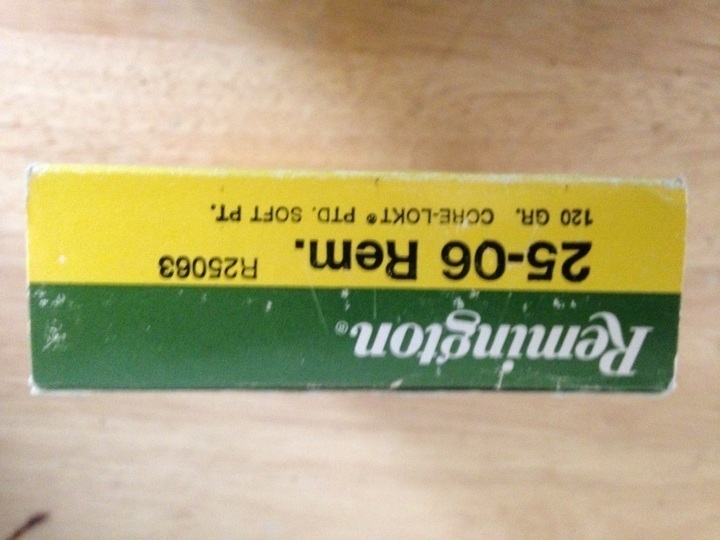 Remington®
25-06 Rem. R25063
120 GR. CORE-LOKT® PTD. SOFT PT.